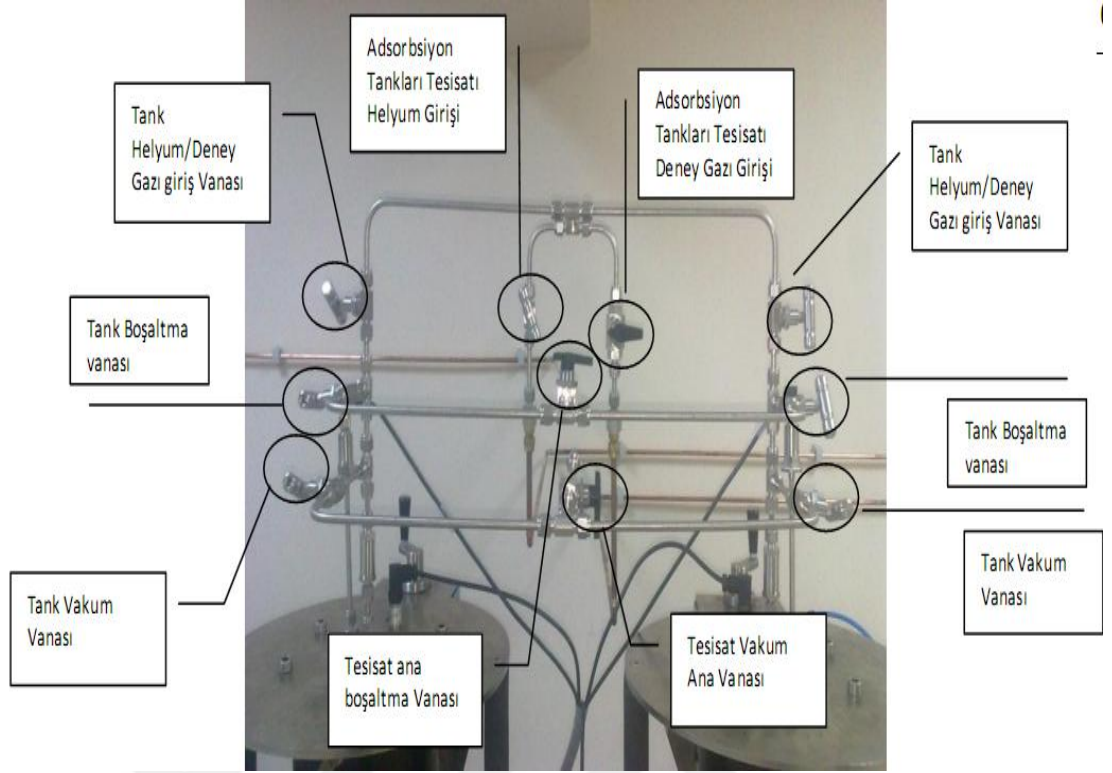 Adsorbsiyon
Tankları Tesisatı
Helyum Girişi
Adsorbsiyon
Tankları Tesisatı
Deney Gazı Girişi
Tank
Helyum/Deney
Gazı giriş Vanası
Tank
Helyum/Deney
Gazı giriş Vanası
Tank Boşaltma
vanası
Tank Boşaltma
vanası
Tank Vakum
Vanası
Tank Vakum
Vanası
Tesisat ana
boşaltma Vanası
Tesisat Vakum
Ana Vanası